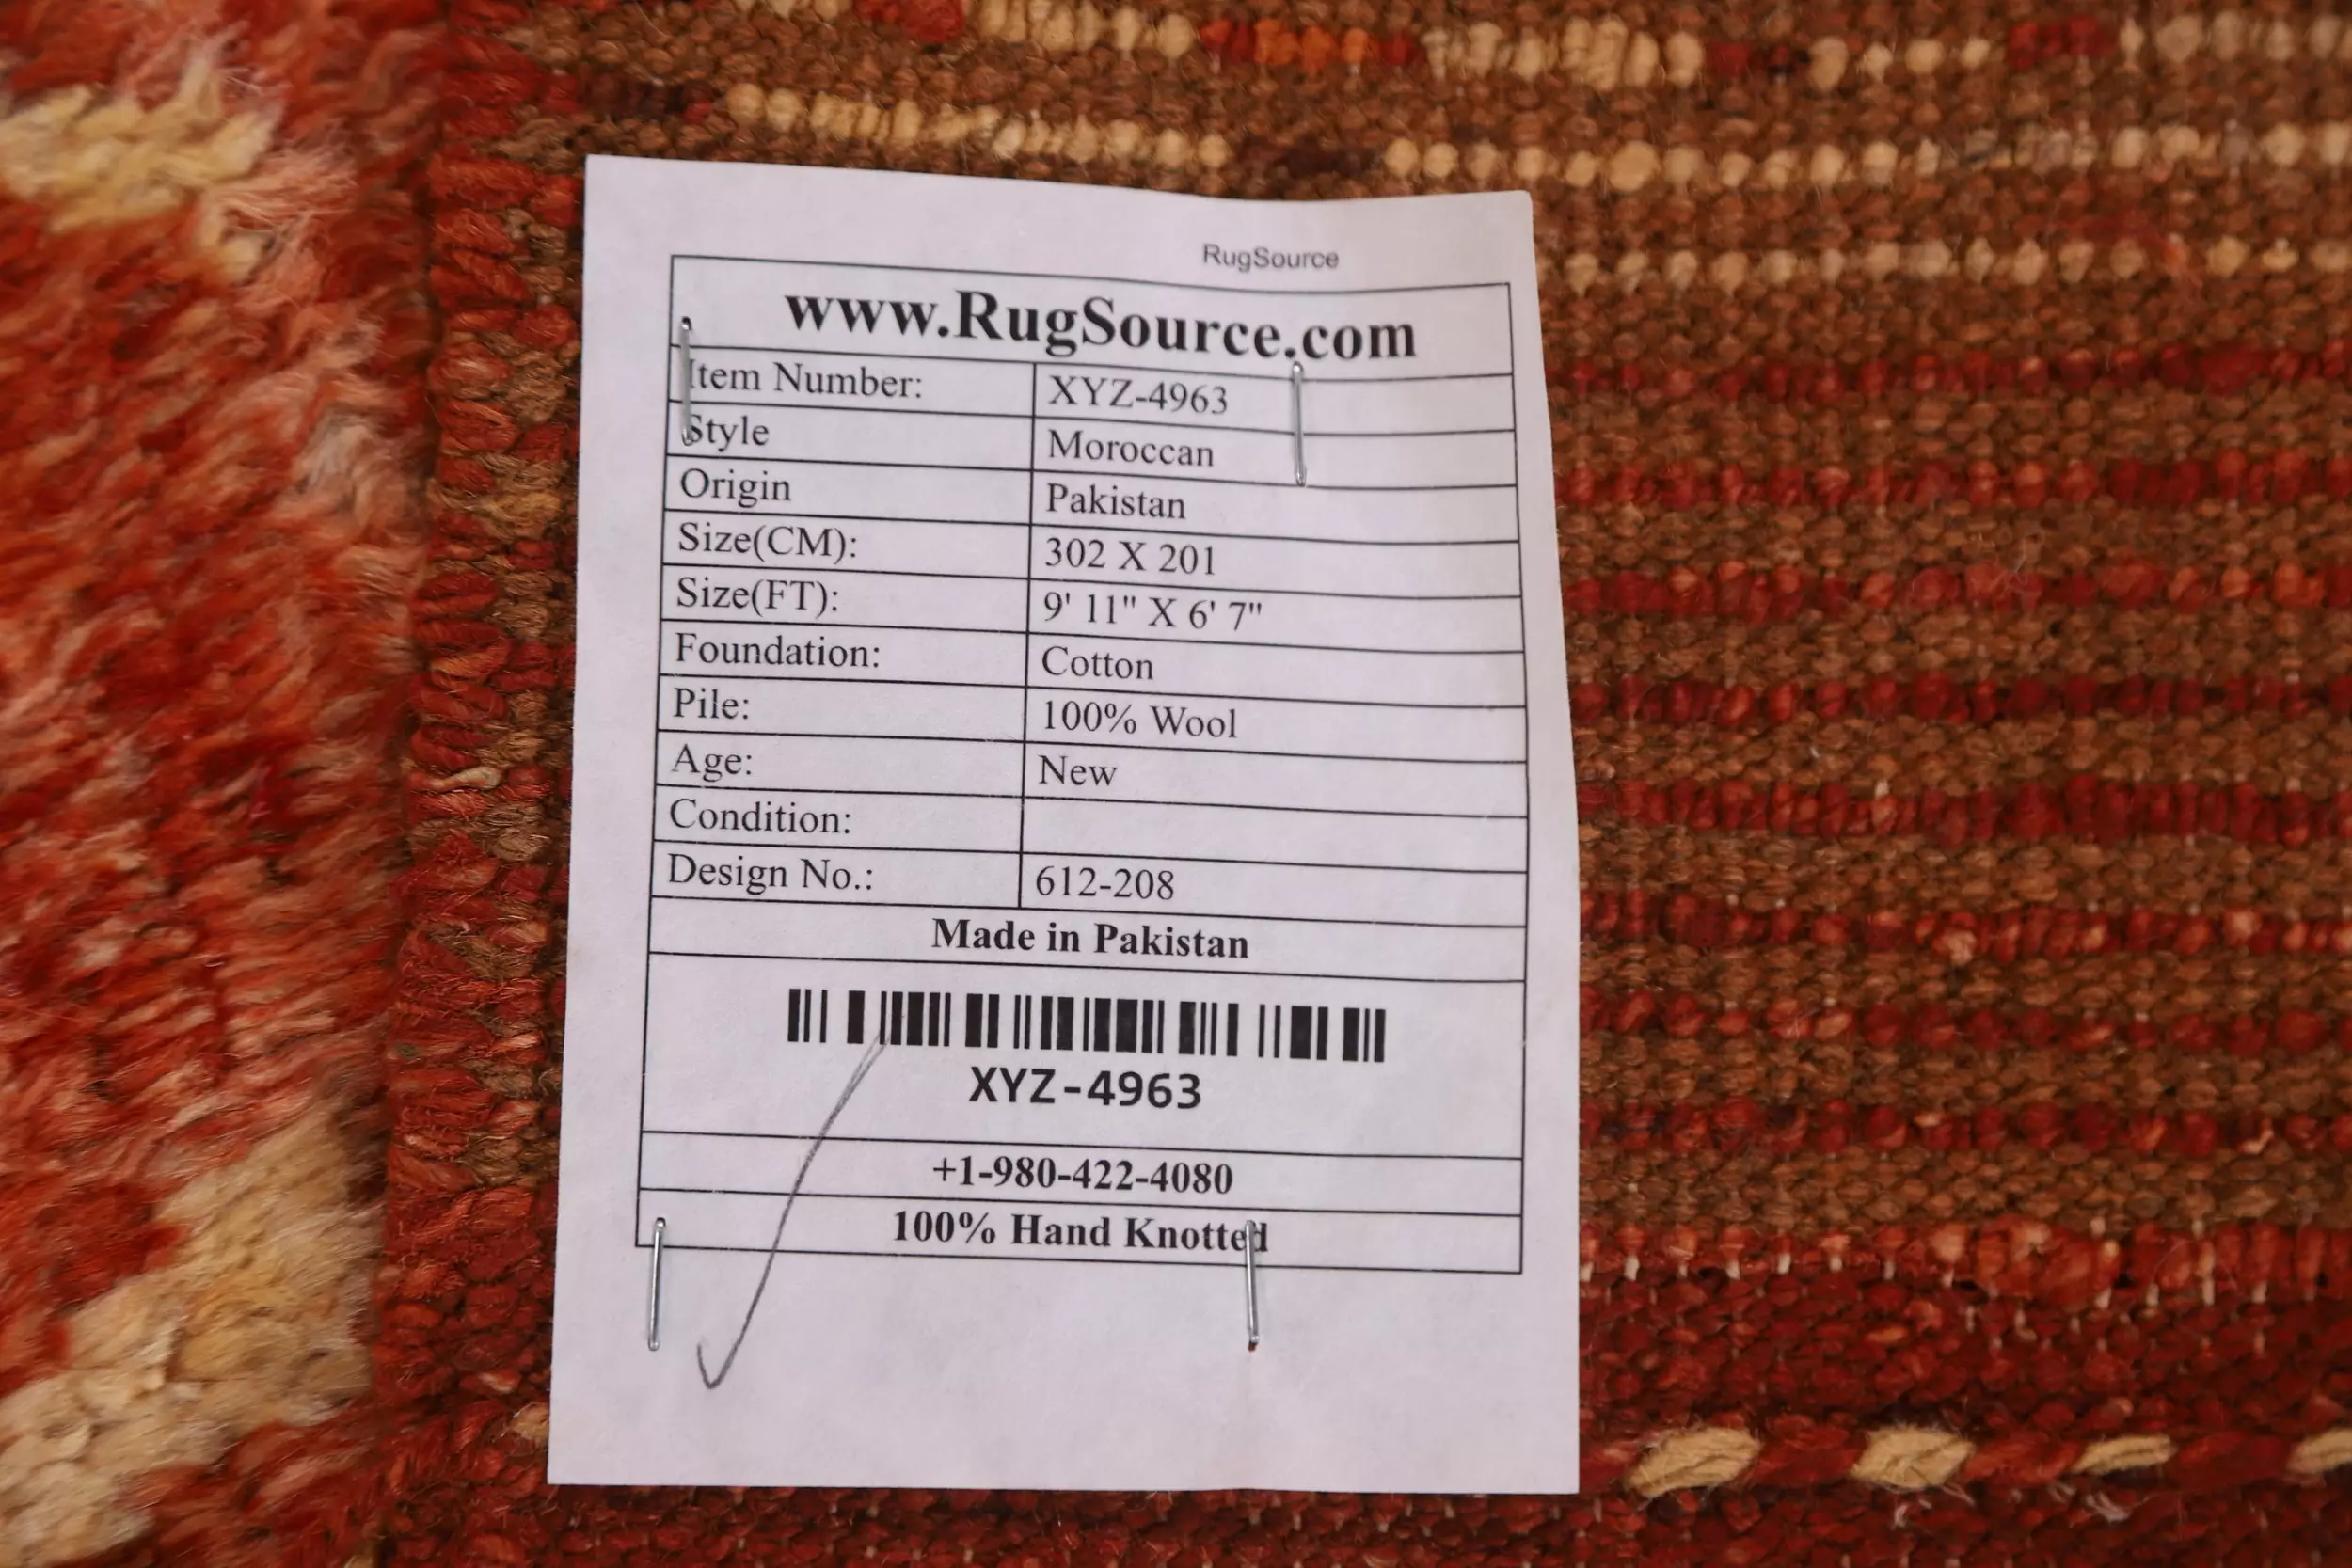 RugSource
www.RugSource.com
Item Number: XYZ-4963
Style Moroccan
Origin Pakistan
Size(CM): 302 X 201
Size(FT): 9' 11" X 6' 7"
Foundation: Cotton
Pile: 100% Wool
Age: New
Condition:
Design No.: 612-208
Made in Pakistan
XYZ-4963
+1-980-422-4080
100% Hand Knotted